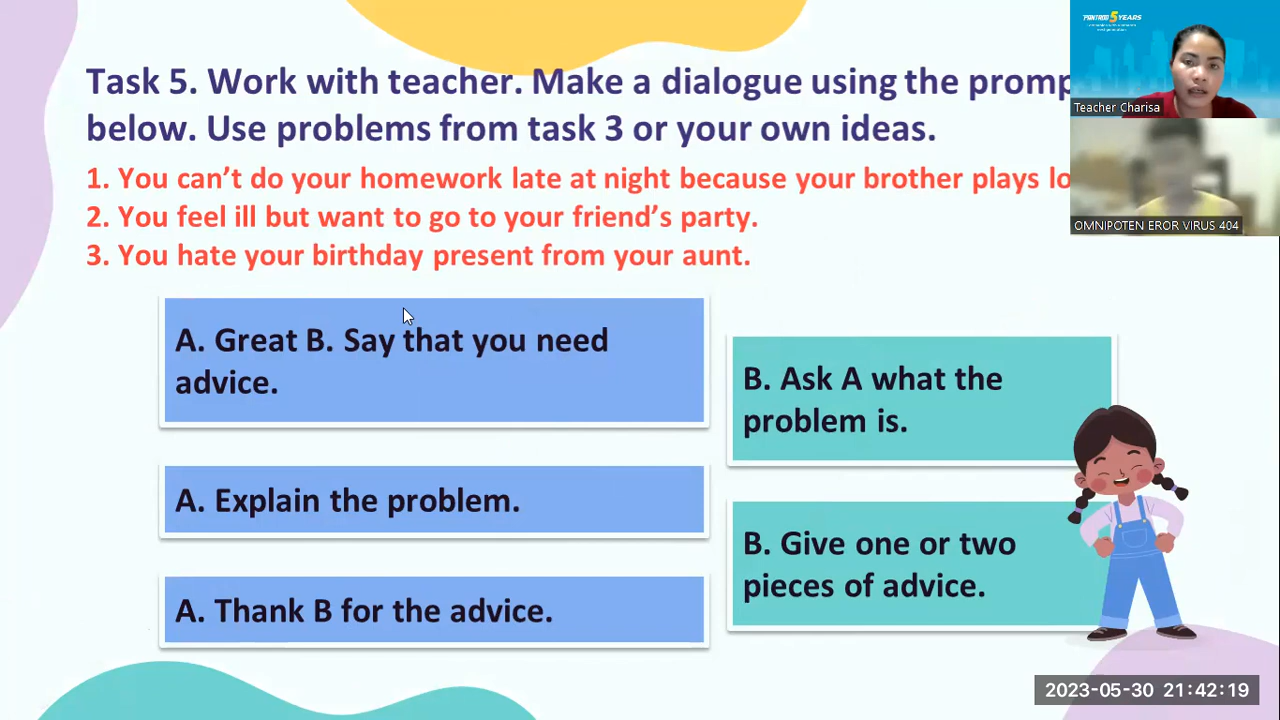 Task 5. Work with teacher. Make a dialogue using the promp
below. Use problems from task 3 or your own ideas.
1. You can’t do your homework late at night because your brother plays lo
2. You feel ill but want to go to your friend’s party.
3. You hate your birthday present from your aunt.
A. Great B. Say that you need
advice.
B. Ask A what the
problem is.
A. Explain the problem.
B. Give one or two
pieces of advice.
A. Thank B for the advice.
5 YEARS
Teacher Charisa
OMNIPOTEN EROR VIRUS 404
2023-05-30 21:42:19